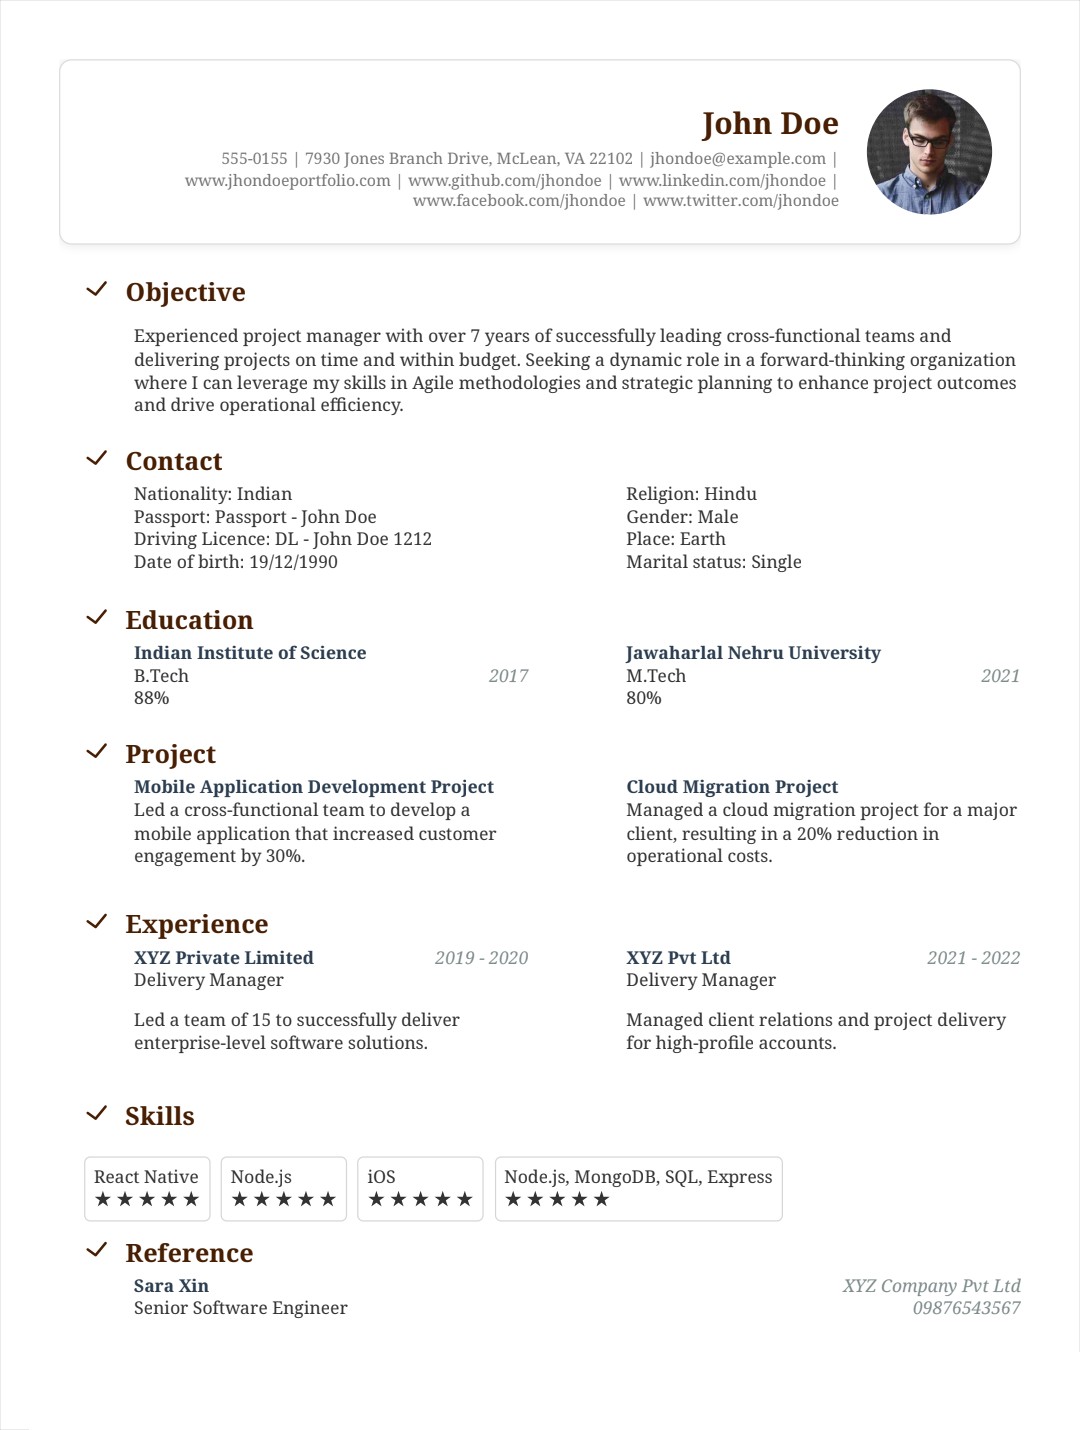 John Doe
555-0155 | 7930 Jones Branch Drive, McLean, VA 22102 | jhondoe@example.com |
www.jhondoeportfolio.com | www.github.com/jhondoe | www.linkedin.com/jhondoe |
www.facebook.com/jhondoe | www.twitter.com/jhondoe
Objective
Experienced project manager with over 7 years of successfully leading cross-functional teams and
delivering projects on time and within budget. Seeking a dynamic role in a forward-thinking organization
where I can leverage my skills in Agile methodologies and strategic planning to enhance project outcomes
and drive operational efficiency.
Contact
Nationality: Indian
Passport: Passport - John Doe
Driving Licence: DL - John Doe 1212
Date of birth: 19/12/1990
Religion: Hindu
Gender: Male
Place: Earth
Marital status: Single
Education
Indian Institute of Science
B.Tech 2017
88%
Jawaharlal Nehru University
M.Tech 2021
80%
Project
Mobile Application Development Project
Led a cross-functional team to develop a
mobile application that increased customer
engagement by 30%.
Cloud Migration Project
Managed a cloud migration project for a major
client, resulting in a 20% reduction in
operational costs.
Experience
XYZ Private Limited 2019 - 2020
Delivery Manager
Led a team of 15 to successfully deliver
enterprise-level software solutions.
XYZ Pvt Ltd 2021 - 2022
Delivery Manager
Managed client relations and project delivery
for high-profile accounts.
Skills
React Native
★★★★★
Node.js
★★★★★
iOS
★★★★★
Node.js, MongoDB, SQL, Express
★★★★★
Reference
Sara Xin XYZ Company Pvt Ltd
Senior Software Engineer 09876543567